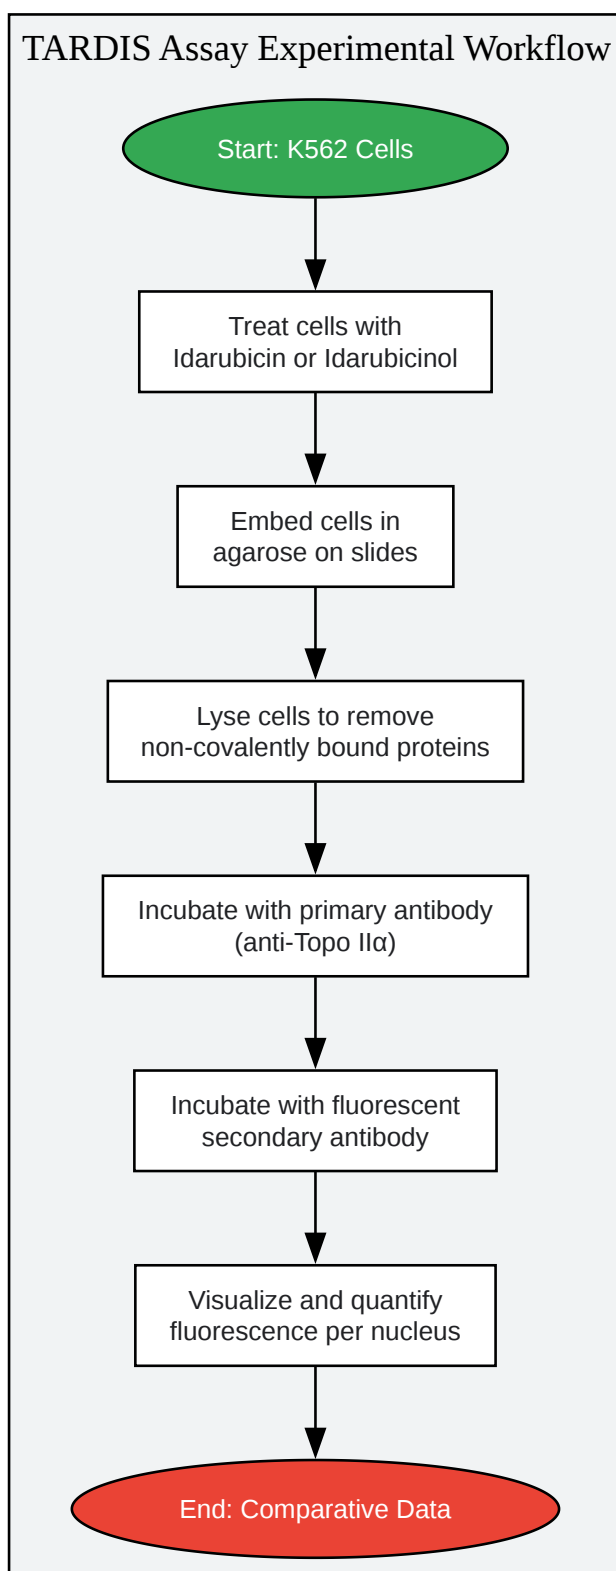 TARDIS Assay Experimental Workflow
Start: K562 Cells
Treat cells with
Idarubicin or Idarubicinol
Embed cells in
agarose on slides
Lyse cells to remove
non-covalently bound proteins
Incubate with primary antibody
(anti-Topo IIα)
Incubate with fluorescent
secondary antibody
Visualize and quantify
fluorescence per nucleus
End: Comparative Data